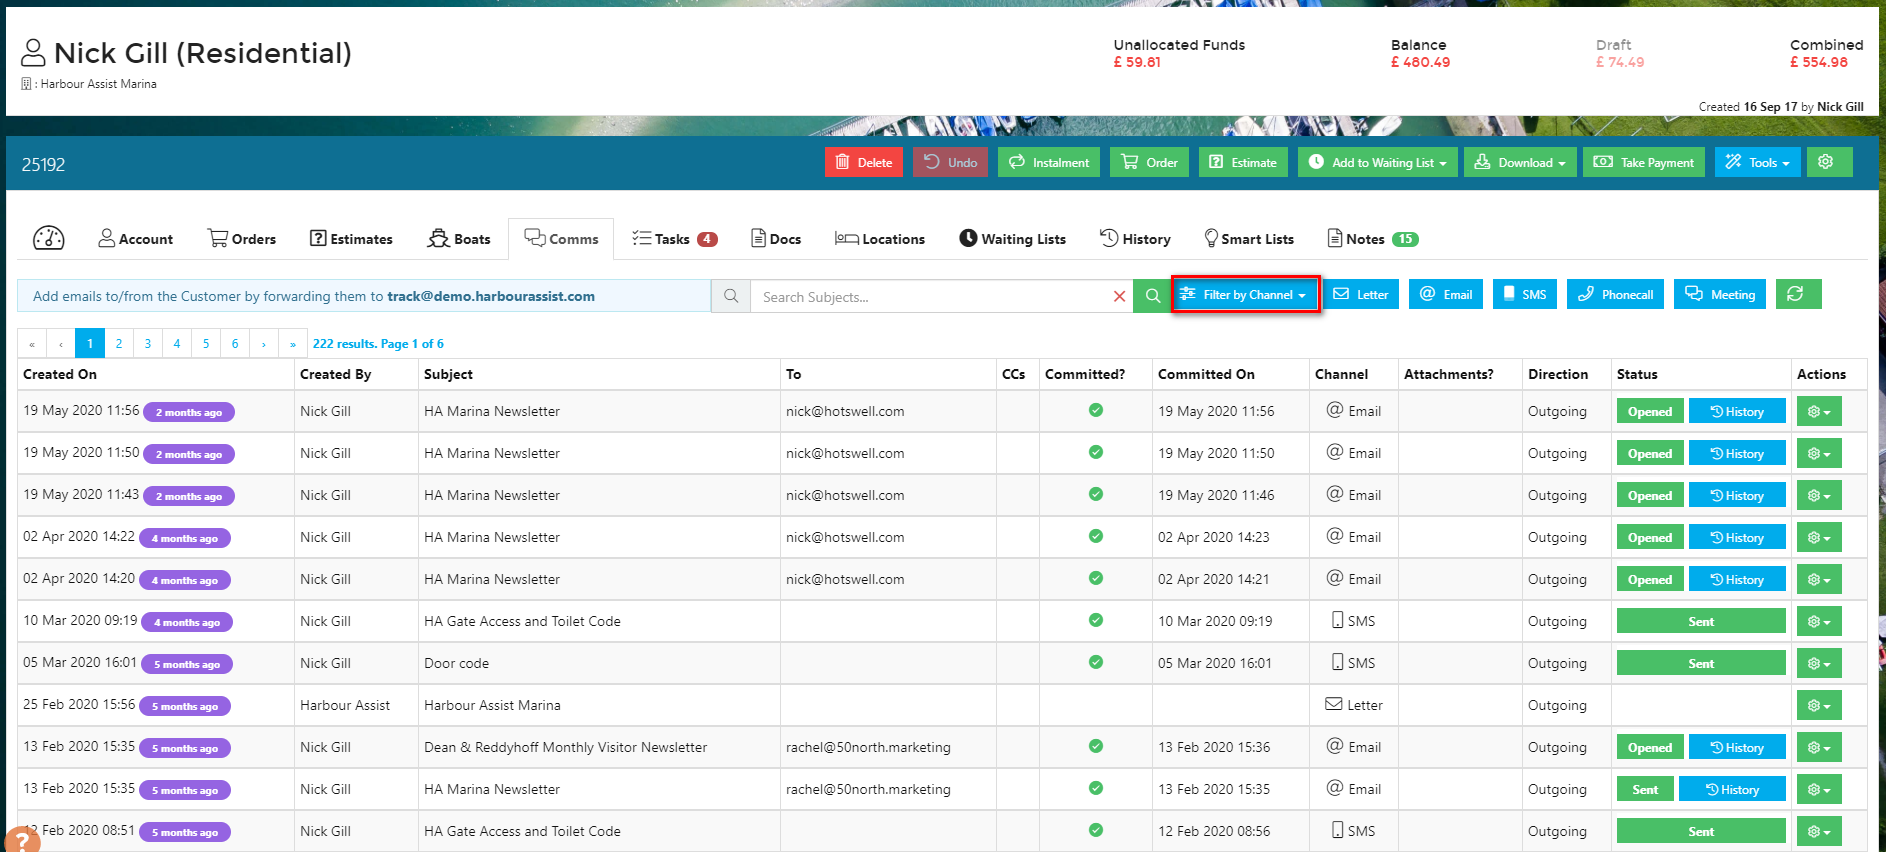 Nick Gill (Residential)
: Harbour Assist Marina
Unallocated Funds Balance Draft Combined
£ 59.81 £ 480.49 £ 74.49 £ 554.98
Created 16 Sep 17 by Nick Gill
25192 Delete Undo Instalment Order Estimate Add to Waiting List Download Take Payment Tools
Account Orders Estimates Boats Comms Tasks 4 Docs Locations Waiting Lists History Smart Lists Notes 15
Add emails to/from the Customer by forwarding them to track@demo.harbourassist.com Search Subjects... Filter by Channel Letter Email SMS Phonecall Meeting
« ‹ 1 2 3 4 5 6 › » 222 results. Page 1 of 6
Created On Created By Subject To CCs Committed? Committed On Channel Attachments? Direction Status Actions
19 May 2020 11:56 2 months ago Nick Gill HA Marina Newsletter nick@hotswell.com 19 May 2020 11:56 Email Outgoing Opened History
19 May 2020 11:50 2 months ago Nick Gill HA Marina Newsletter nick@hotswell.com 19 May 2020 11:50 Email Outgoing Opened History
19 May 2020 11:43 2 months ago Nick Gill HA Marina Newsletter nick@hotswell.com 19 May 2020 11:46 Email Outgoing Opened History
02 Apr 2020 14:22 4 months ago Nick Gill HA Marina Newsletter nick@hotswell.com 02 Apr 2020 14:23 Email Outgoing Opened History
02 Apr 2020 14:20 4 months ago Nick Gill HA Marina Newsletter nick@hotswell.com 02 Apr 2020 14:21 Email Outgoing Opened History
10 Mar 2020 09:19 4 months ago Nick Gill HA Gate Access and Toilet Code 10 Mar 2020 09:19 SMS Outgoing Sent
05 Mar 2020 16:01 5 months ago Nick Gill Door code 05 Mar 2020 16:01 SMS Outgoing Sent
25 Feb 2020 15:56 5 months ago Harbour Assist Harbour Assist Marina Letter Outgoing
13 Feb 2020 15:35 5 months ago Nick Gill Dean & Reddyhoff Monthly Visitor Newsletter rachel@50north.marketing 13 Feb 2020 15:36 Email Outgoing Opened History
13 Feb 2020 15:35 5 months ago Nick Gill HA Marina Newsletter rachel@50north.marketing 13 Feb 2020 15:35 Email Outgoing Sent History
12 Feb 2020 08:51 5 months ago Nick Gill HA Gate Access and Toilet Code 12 Feb 2020 08:56 SMS Outgoing Sent